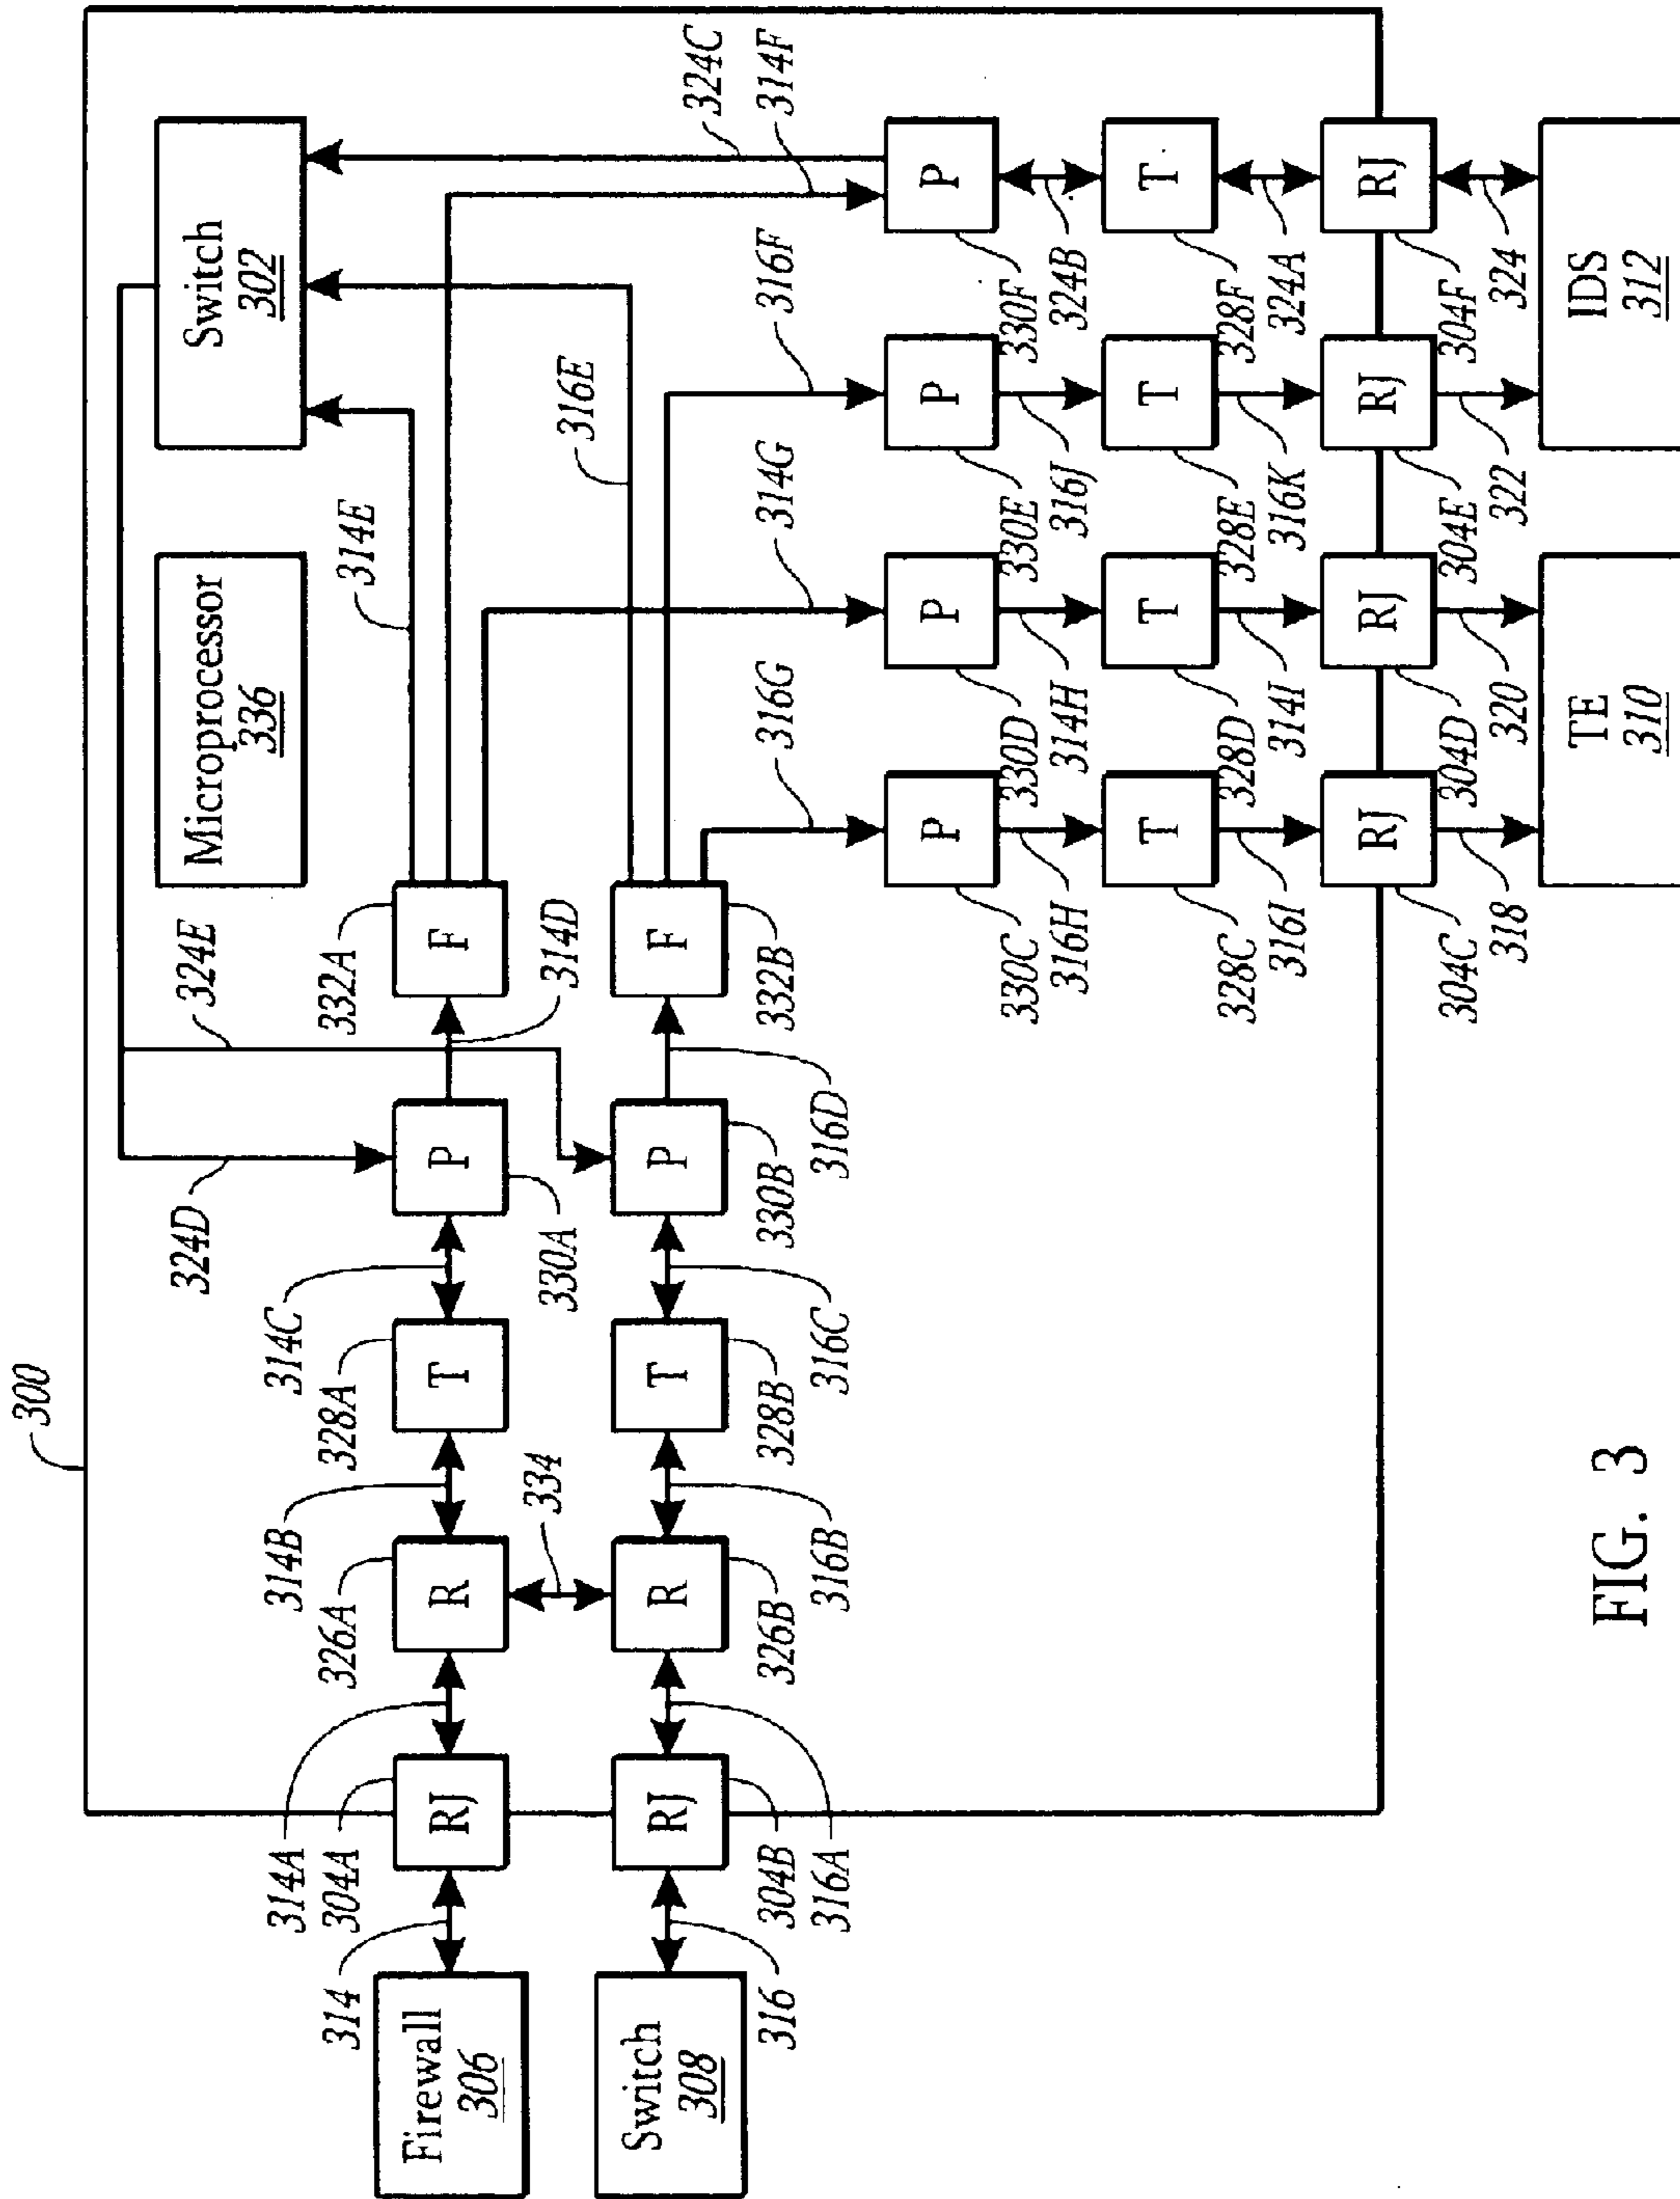 300
324D
324E
Microprocessor
336
Switch
302
314E
324C
314F
314
304A
314A
326A
314B
328A
314C
332A
314D
316E
316F
314G
316G
Firewall
306
RJ
R
T
P
F
334
330A
Switch
308
RJ
R
T
P
F
316
304B
316A
326B
316B
328B
316C
330B
316D
332B
P
P
P
P
330C
316H
330D
314H
330E
316J
330F
324B
T
T
T
T
328C
316I
328D
314I
328E
316K
328F
324A
RJ
RJ
RJ
RJ
304C
318
304D
320
304E
322
304F
324
TE
310
IDS
312
FIG. 3